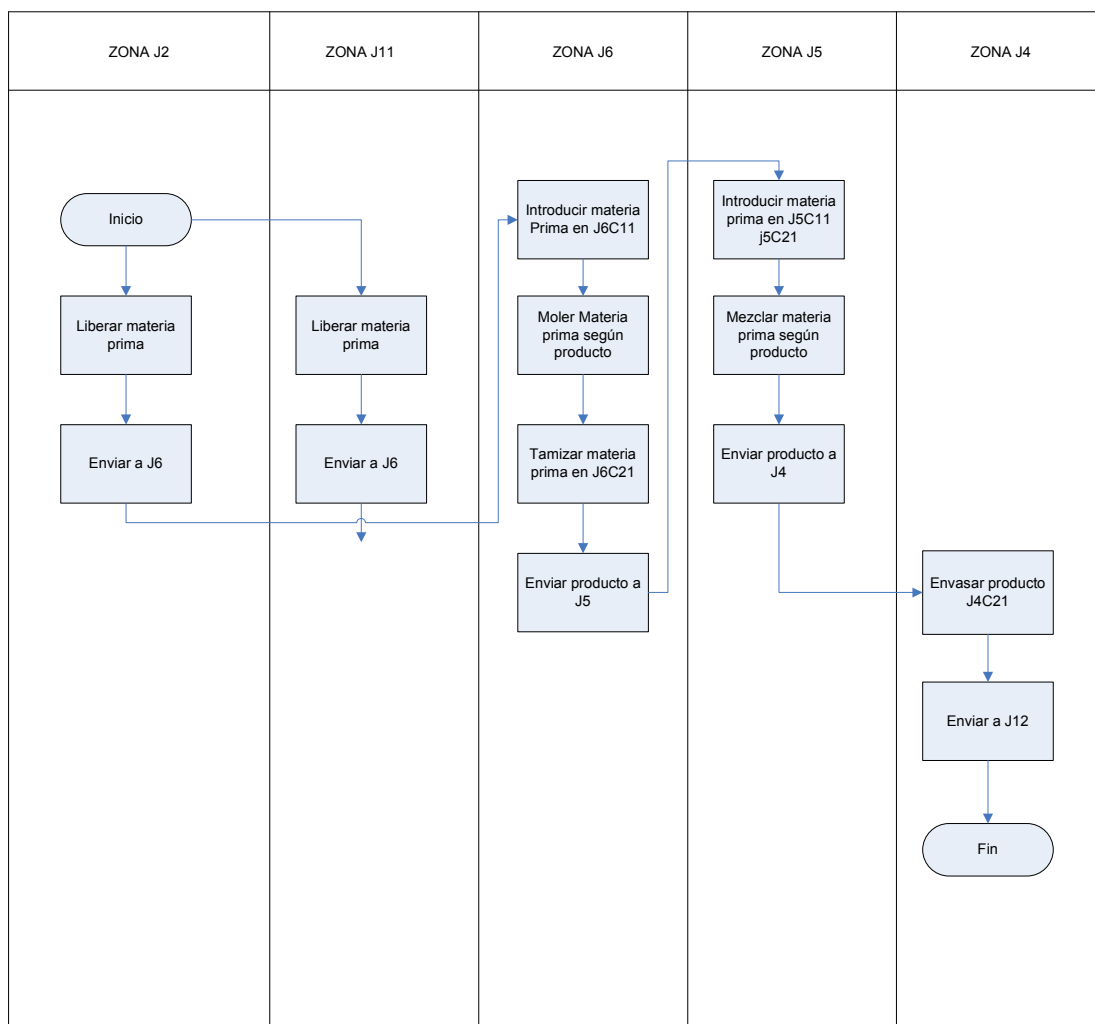 ZONA J2
ZONA J11
ZONA J6
ZONA J5
ZONA J4
Inicio
Liberar materia
prima
Enviar a J6
Liberar materia
prima
Enviar a J6
Introducir materia
Prima en J6C11
Moler Materia
prima según
producto
Tamizar materia
prima en J6C21
Enviar producto a
J5
Introducir materia
prima en J5C11
j5C21
Mezclar materia
prima según
producto
Enviar producto a
J4
Envasar producto
J4C21
Enviar a J12
Fin